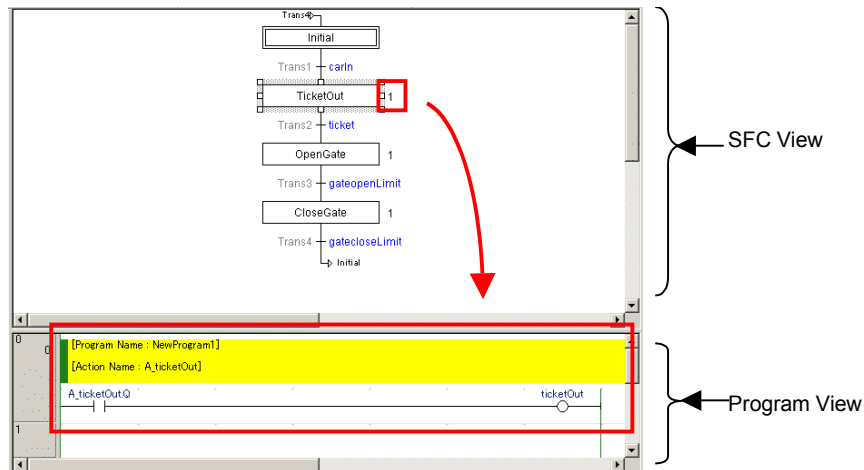 Trans4
Initial
Trans1 carIn
TicketOut 1
Trans2 ticket
OpenGate 1
Trans3 gateopenLimit
CloseGate 1
Trans4 gatecloseLimit
Initial
SFC View
0
0 [Program Name : NewProgram1]
[Action Name : A_ticketOut]
A_ticketOut.Q ticketOut
1
Program View